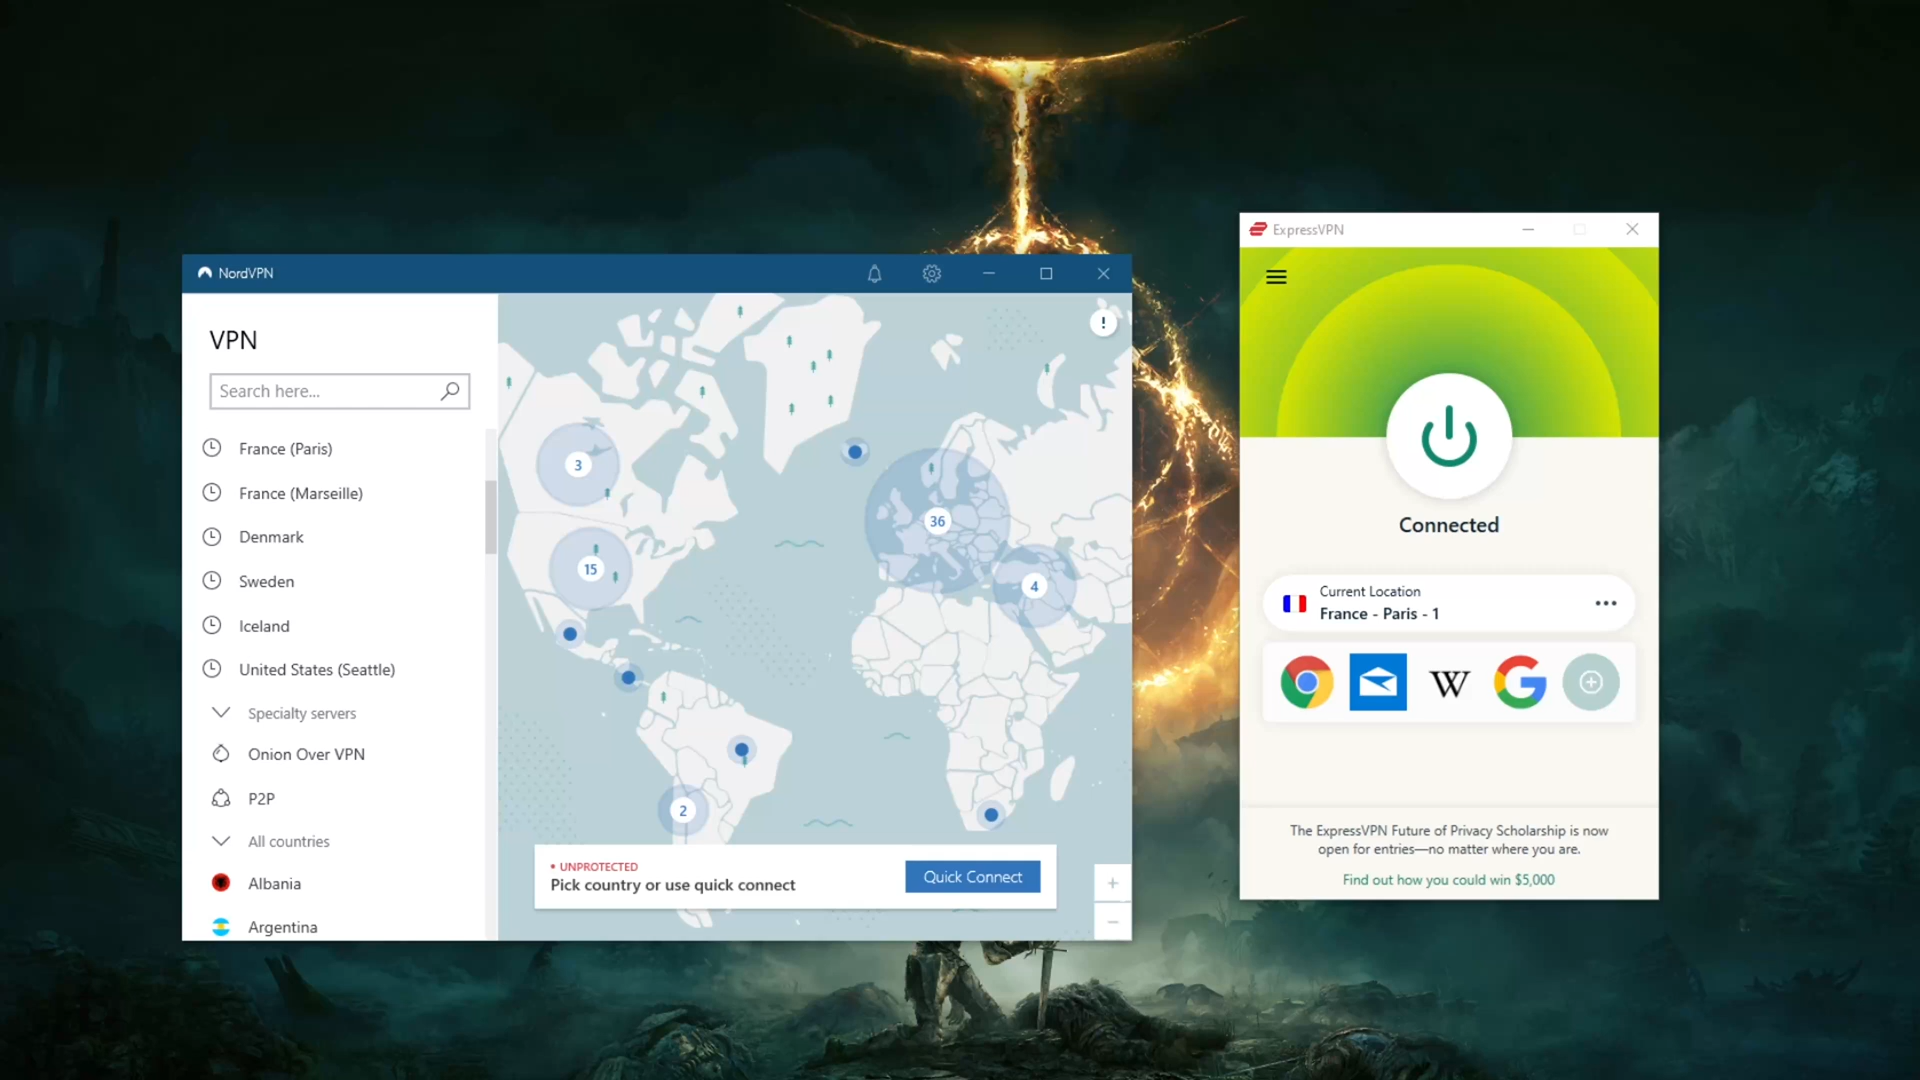 NordVPN
VPN
Search here...
France (Paris)
France (Marseille)
Denmark
Sweden
Iceland
United States (Seattle)
Specialty servers
Onion Over VPN
P2P
All countries
Albania
Argentina
3
15
36
4
2
!
• UNPROTECTED
Pick country or use quick connect
Quick Connect
ExpressVPN
Connected
Current Location
France - Paris - 1
W
G
The ExpressVPN Future of Privacy Scholarship is now
open for entries—no matter where you are.
Find out how you could win $5,000